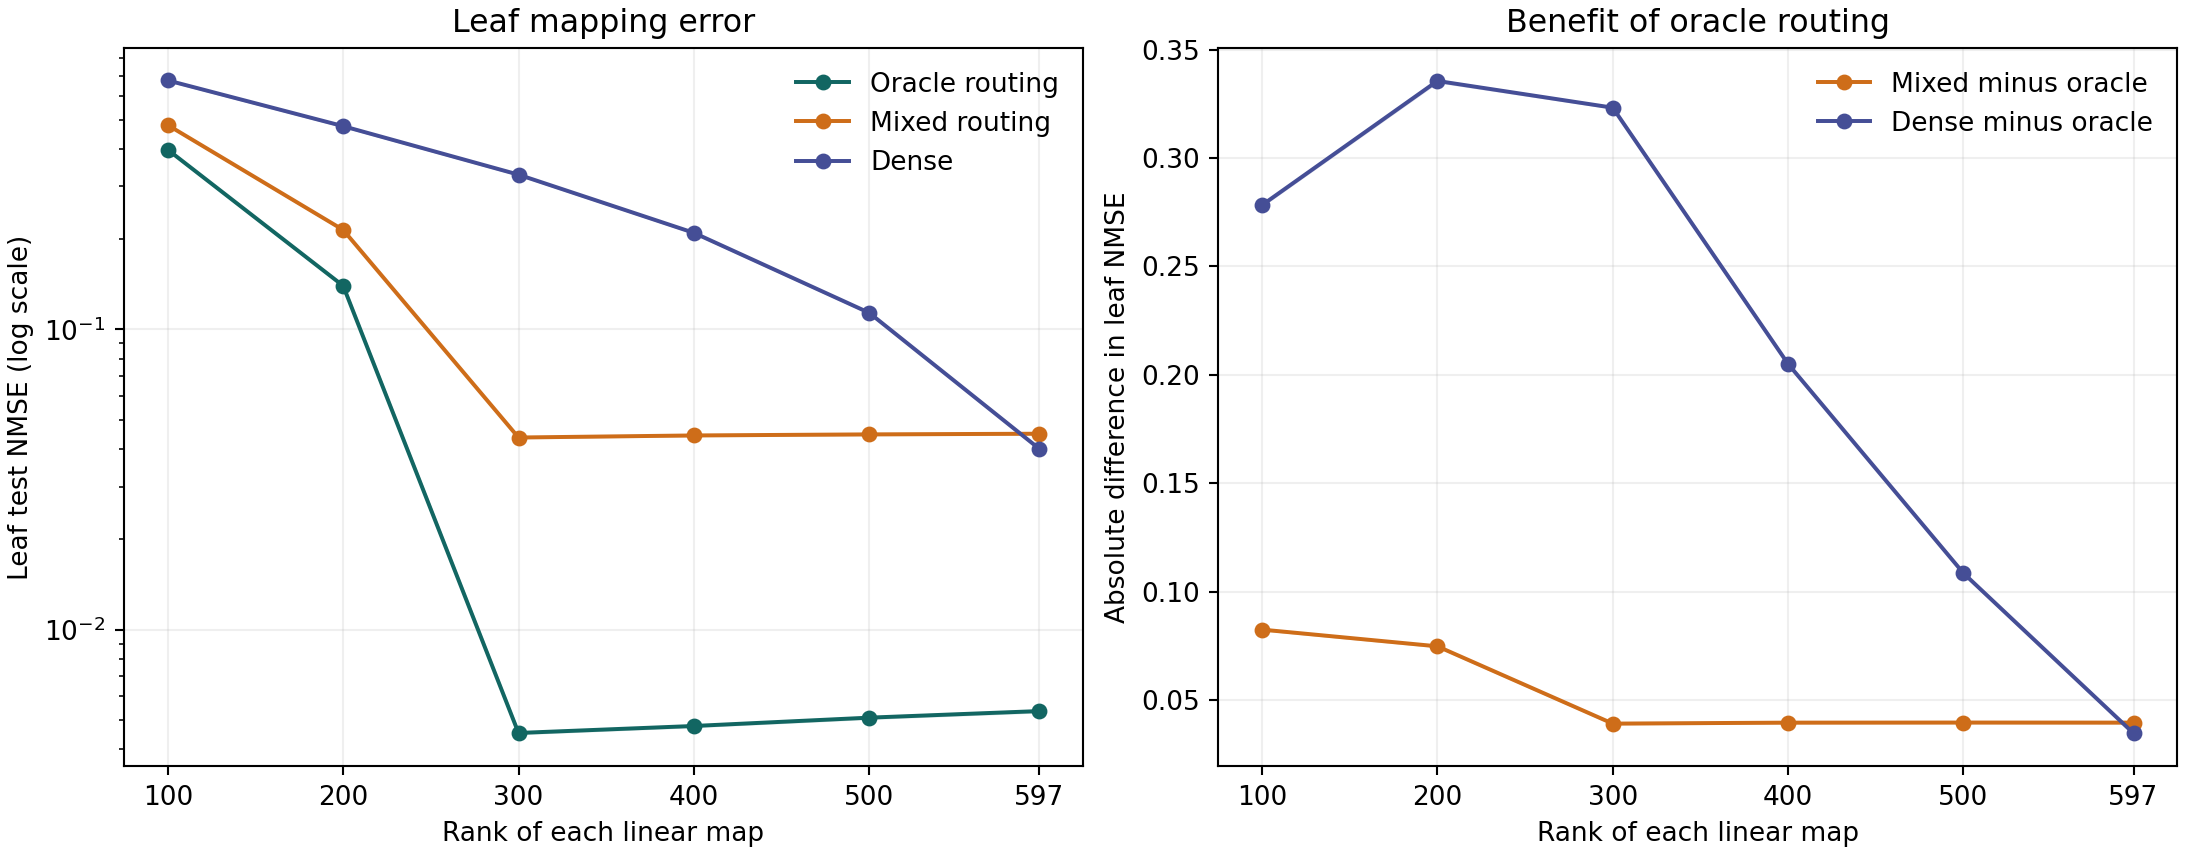 Leaf mapping error
Leaf test NMSE (log scale)
10⁻¹
10⁻²
Oracle routing
Mixed routing
Dense
100 200 300 400 500 597
Rank of each linear map
Benefit of oracle routing
Absolute difference in leaf NMSE
0.35
0.30
0.25
0.20
0.15
0.10
0.05
Mixed minus oracle
Dense minus oracle
100 200 300 400 500 597
Rank of each linear map